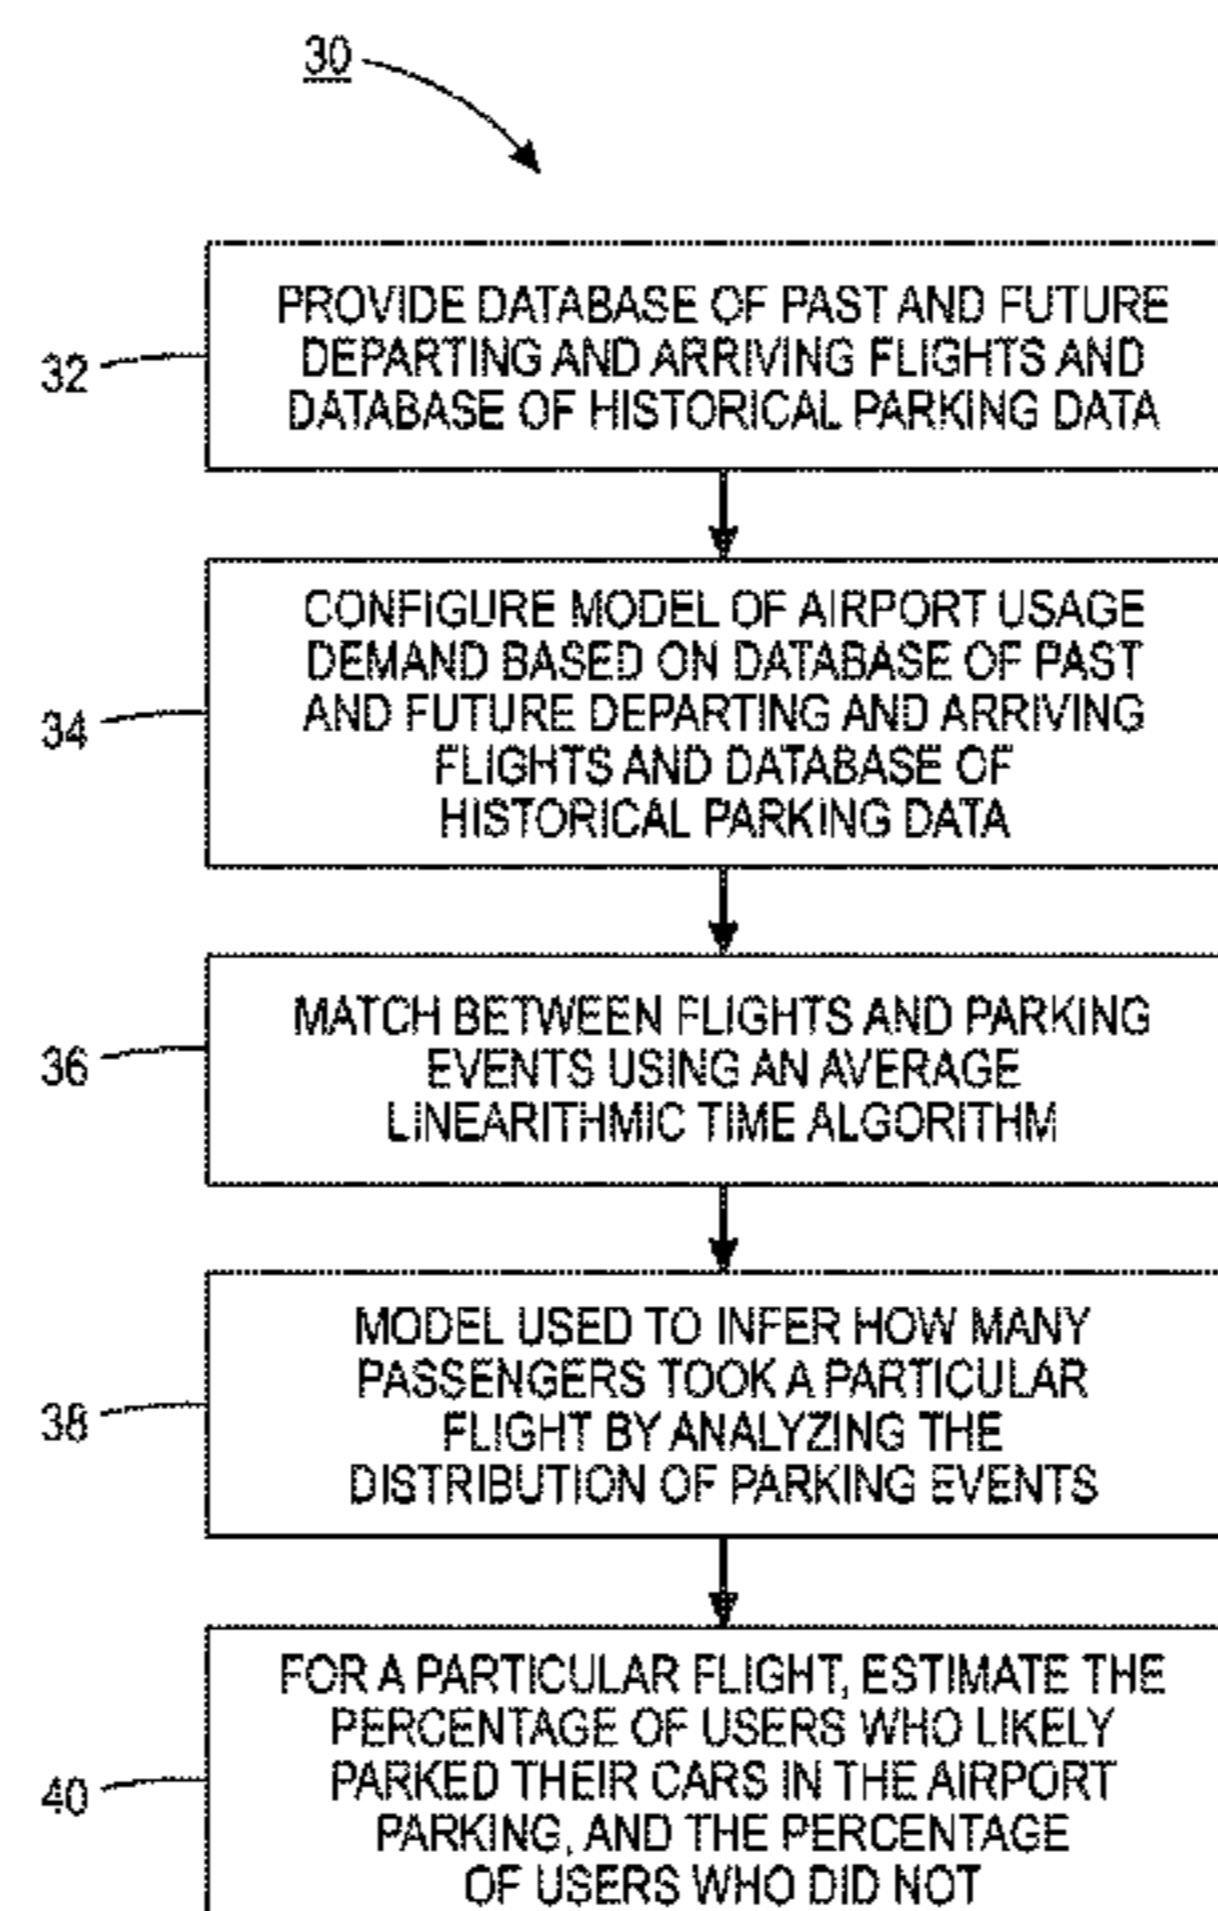 30
32
PROVIDE DATABASE OF PAST AND FUTURE
DEPARTING AND ARRIVING FLIGHTS AND
DATABASE OF HISTORICAL PARKING DATA
34
CONFIGURE MODEL OF AIRPORT USAGE
DEMAND BASED ON DATABASE OF PAST
AND FUTURE DEPARTING AND ARRIVING
FLIGHTS AND DATABASE OF
HISTORICAL PARKING DATA
36
MATCH BETWEEN FLIGHTS AND PARKING
EVENTS USING AN AVERAGE
LINEARITHMIC TIME ALGORITHM
38
MODEL USED TO INFER HOW MANY
PASSENGERS TOOK A PARTICULAR
FLIGHT BY ANALYZING THE
DISTRIBUTION OF PARKING EVENTS
40
FOR A PARTICULAR FLIGHT, ESTIMATE THE
PERCENTAGE OF USERS WHO LIKELY
PARKED THEIR CARS IN THE AIRPORT
PARKING, AND THE PERCENTAGE
OF USERS WHO DID NOT